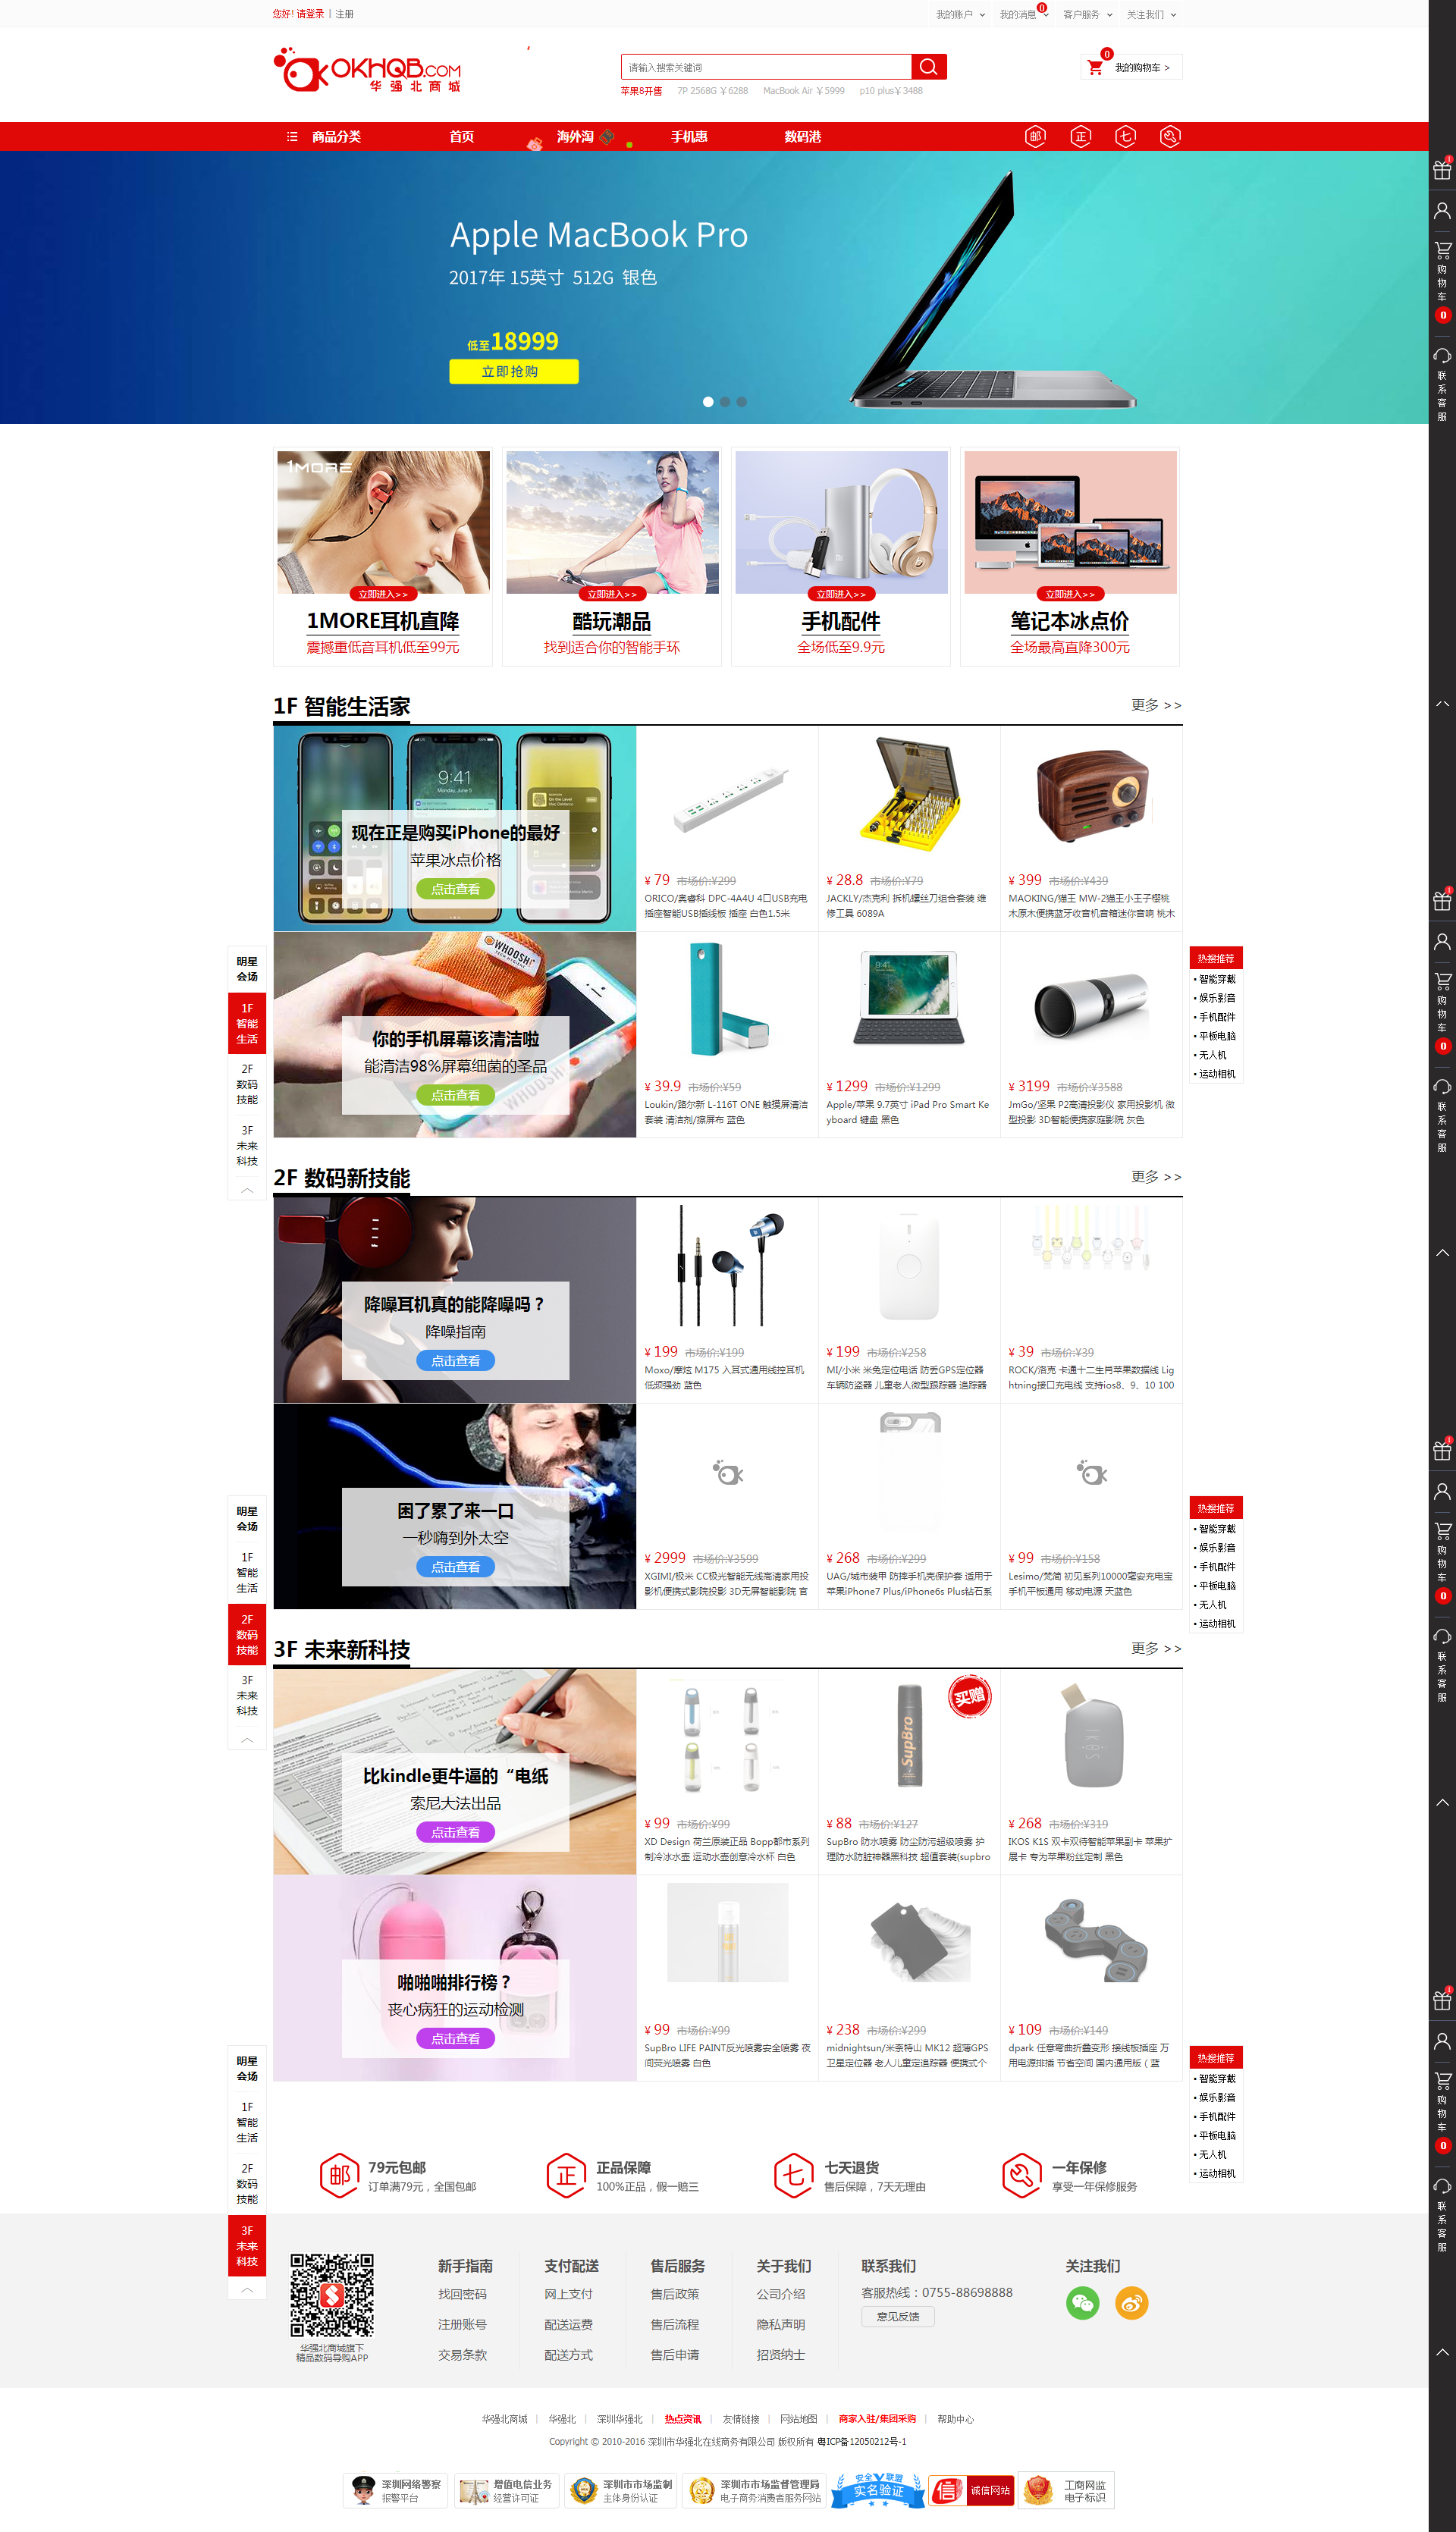 您好! 请登录 | 注册
我的账户
我的消息 0
客户服务
关注我们
OKHQB.COM
华强北商城
请输入搜索关键词
苹果8开售 7P 2568G ¥6288 MacBook Air ¥5999 p10 plus¥3488
0
我的购物车 >
商品分类 首页 海外淘 手机惠 数码港 邮 正 七
Apple MacBook Pro
2017年 15英寸 512G 银色
低至18999
立即抢购
1
购物车
0
联系客服
1MORE
立即进入>>
1MORE耳机直降
震撼重低音耳机低至99元
立即进入>>
酷玩潮品
找到适合你的智能手环
立即进入>>
手机配件
全场低至9.9元
立即进入>>
笔记本冰点价
全场最高直降300元
1F 智能生活家
更多 >>
9:41
现在正是购买iPhone的最好
苹果冰点价格
点击查看
¥ 79 市场价:¥299
ORICO/奥睿科 DPC-4A4U 4口USB充电
插座智能USB插线板 插座 白色1.5米
¥ 28.8 市场价:¥79
JACKLY/杰克利 拆机螺丝刀组合套装 维
修工具 6089A
¥ 399 市场价:¥439
MAOKING/猫王 MW-2猫王小王子樱桃
木原木便携蓝牙收音机音箱迷你音响 桃木
WHOOSH!
你的手机屏幕该清洁啦
能清洁98%屏幕细菌的圣品
点击查看
¥ 39.9 市场价:¥59
Loukin/路尔新 L-116T ONE 触摸屏清洁
套装 清洁剂/擦屏布 蓝色
¥ 1299 市场价:¥1299
Apple/苹果 9.7英寸 iPad Pro Smart Ke
yboard 键盘 黑色
¥ 3199 市场价:¥3588
JmGo/坚果 P2高清投影仪 家用投影机 微
型投影 3D智能便携家庭影院 灰色
明星
会场
1F
智能
生活
2F
数码
技能
3F
未来
科技
热搜推荐
• 智能穿戴
• 娱乐影音
• 手机配件
• 平板电脑
• 无人机
• 运动相机
1
购物车
0
联系客服
2F 数码新技能
更多 >>
降噪耳机真的能降噪吗？
降噪指南
点击查看
¥ 199 市场价:¥199
Moxo/摩炫 M175 入耳式通用线控耳机
低频强劲 蓝色
¥ 199 市场价:¥258
MI/小米 米兔定位电话 防丢GPS定位器
车辆防盗器 儿童老人微型跟踪器 追踪器
¥ 39 市场价:¥39
ROCK/洛克 卡通十二生肖苹果数据线 Lig
htning接口充电线 支持ios8、9、10 100
困了累了来一口
一秒嗨到外太空
点击查看
¥ 2999 市场价:¥3599
XGIMI/极米 CC极光智能无线高清家用投
影机便携式影院投影 3D无屏智能影院 官
¥ 268 市场价:¥299
UAG/城市装甲 防摔手机壳保护套 适用于
苹果iPhone7 Plus/iPhone6s Plus钻石系
¥ 99 市场价:¥158
Lesimo/梵简 初见系列10000毫安充电宝
手机平板通用 移动电源 天蓝色
明星
会场
1F
智能
生活
2F
数码
技能
3F
未来
科技
热搜推荐
• 智能穿戴
• 娱乐影音
• 手机配件
• 平板电脑
• 无人机
• 运动相机
1
购物车
0
联系客服
3F 未来新科技
更多 >>
比kindle更牛逼的“电纸
索尼大法出品
点击查看
¥ 99 市场价:¥99
XD Design 荷兰原装正品 Bopp都市系列
制冷冰水壶 运动水壶创意冷水杯 白色
买赠
SupBro
¥ 88 市场价:¥127
SupBro 防水喷雾 防尘防污超级喷雾 护
理防水防脏神器黑科技 超值套装(supbro
IKOS
¥ 268 市场价:¥319
IKOS K1S 双卡双待智能苹果副卡 苹果扩
展卡 专为苹果粉丝定制 黑色
啪啪啪排行榜？
丧心病狂的运动检测
点击查看
¥ 99 市场价:¥99
SupBro LIFE PAINT反光喷雾安全喷雾 夜
间荧光喷雾 白色
¥ 238 市场价:¥299
midnightsun/米奈特山 MK12 超薄GPS
卫星定位器 老人儿童定追踪器 便携式个
¥ 109 市场价:¥149
dpark 任意弯曲折叠变形 接线板插座 万
用电源排插 节省空间 国内通用版（蓝
明星
会场
1F
智能
生活
2F
数码
技能
3F
未来
科技
热搜推荐
• 智能穿戴
• 娱乐影音
• 手机配件
• 平板电脑
• 无人机
• 运动相机
1
购物车
0
联系客服
邮 79元包邮
订单满79元，全国包邮
正 正品保障
100%正品，假一赔三
七 七天退货
售后保障，7天无理由
一年保修
享受一年保修服务
华强北商城旗下
精品数码导购APP
新手指南
找回密码
注册账号
交易条款
支付配送
网上支付
配送运费
配送方式
售后服务
售后政策
售后流程
售后申请
关于我们
公司介绍
隐私声明
招贤纳士
联系我们
客服热线：0755-88698888
意见反馈
关注我们
华强北商城 | 华强北 | 深圳华强北 | 热点资讯 | 友情链接 | 网站地图 | 商家入驻/集团采购 | 帮助中心
Copyright © 2010-2016 深圳市华强北在线商务有限公司 版权所有 粤ICP备12050212号-1
深圳网络警察
报警平台
增值电信业务
经营许可证
深圳市市场监制
主体身份认证
深圳市市场监督管理局
电子商务消费者服务网站
安全联盟
实名验证
信 诚信网站
工商网监
电子标识